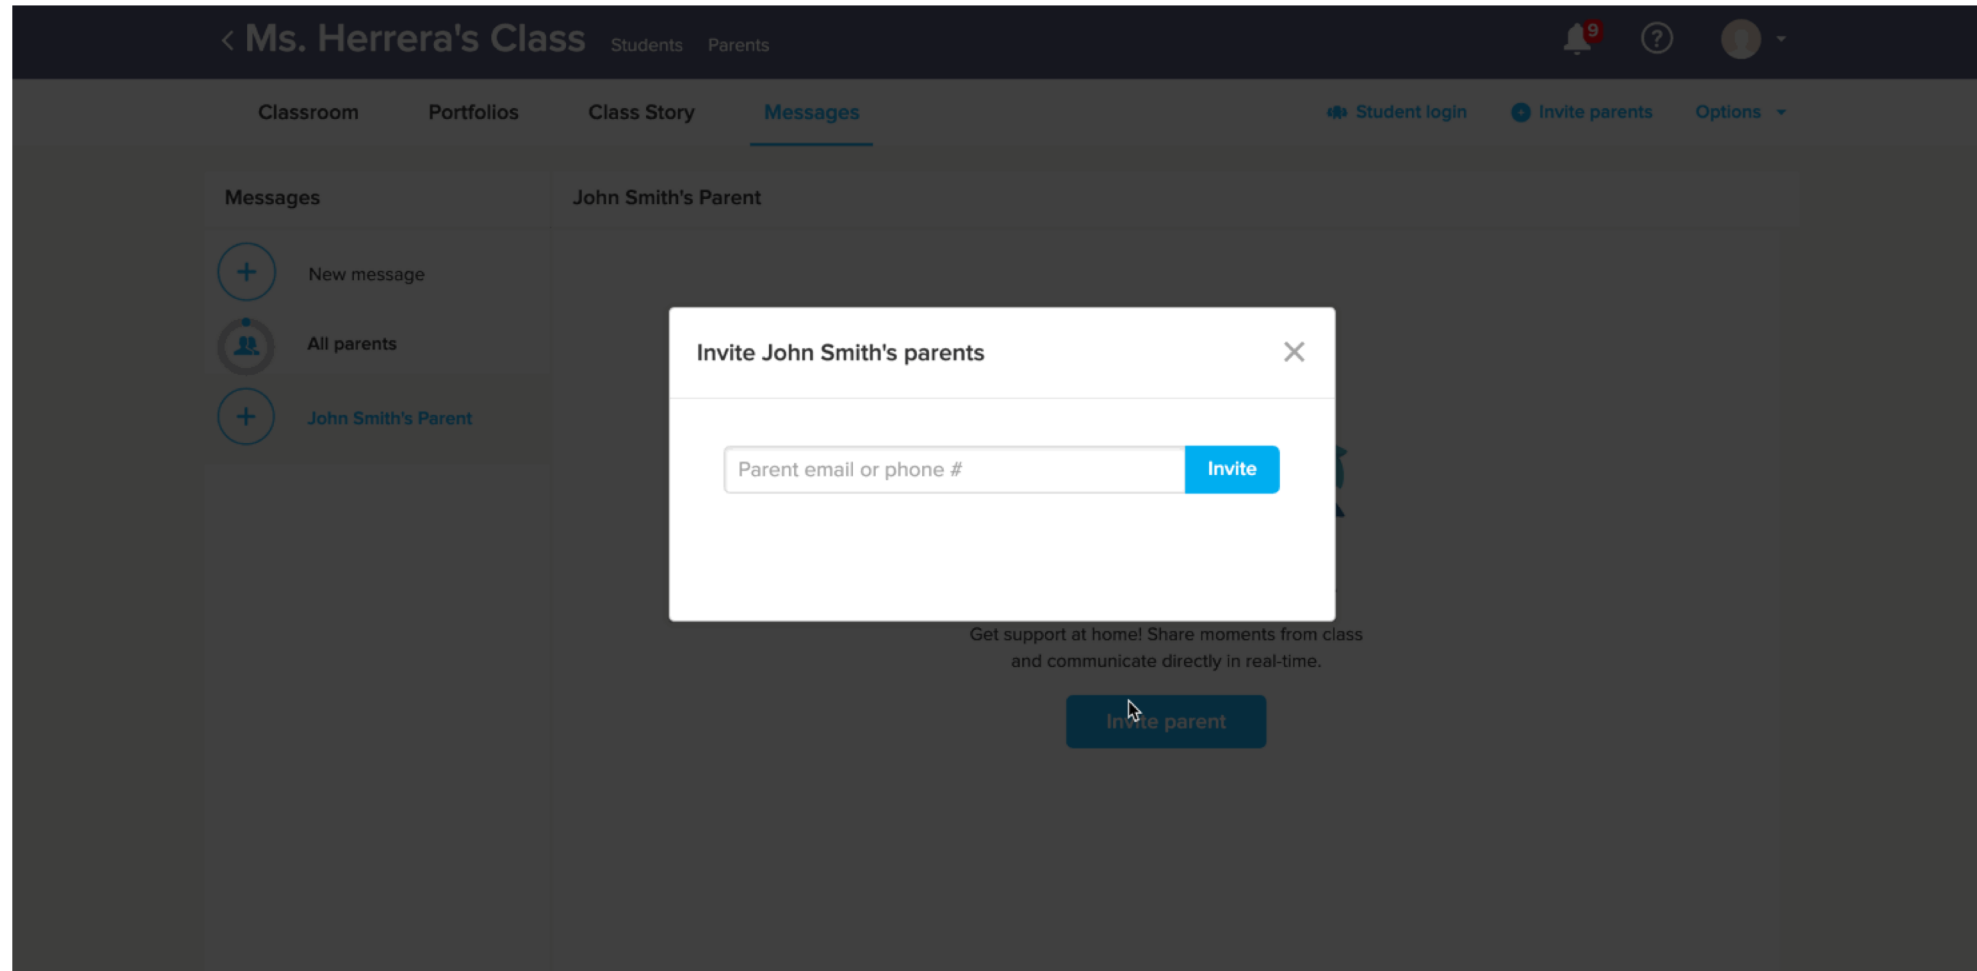 < Ms. Herrera's Class Students Parents 9 ?
Classroom Portfolios Class Story Messages Student login Invite parents Options
Messages
John Smith's Parent
New message
All parents
John Smith's Parent
Invite John Smith's parents
Parent email or phone # Invite
Get support at home! Share moments from class
and communicate directly in real-time.
Invite parent